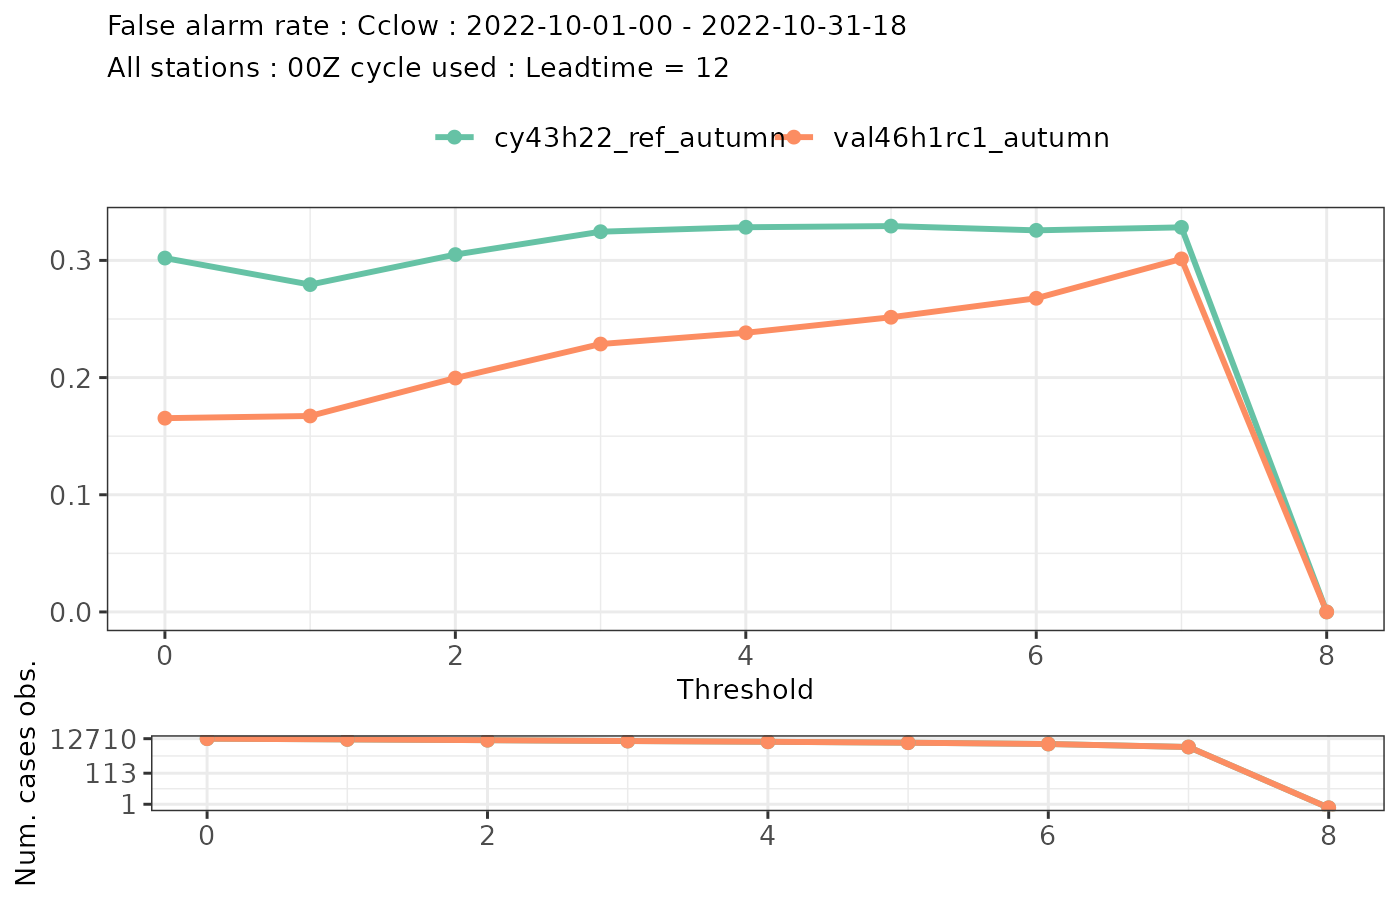 False alarm rate : Cclow : 2022-10-01-00 - 2022-10-31-18
All stations : 00Z cycle used : Leadtime = 12
cy43h22_ref_autumn val46h1rc1_autumn
0.3
0.2
0.1
0.0
0 2 4 6 8
Threshold
Num. cases obs.
12710
113
1
0 2 4 6 8